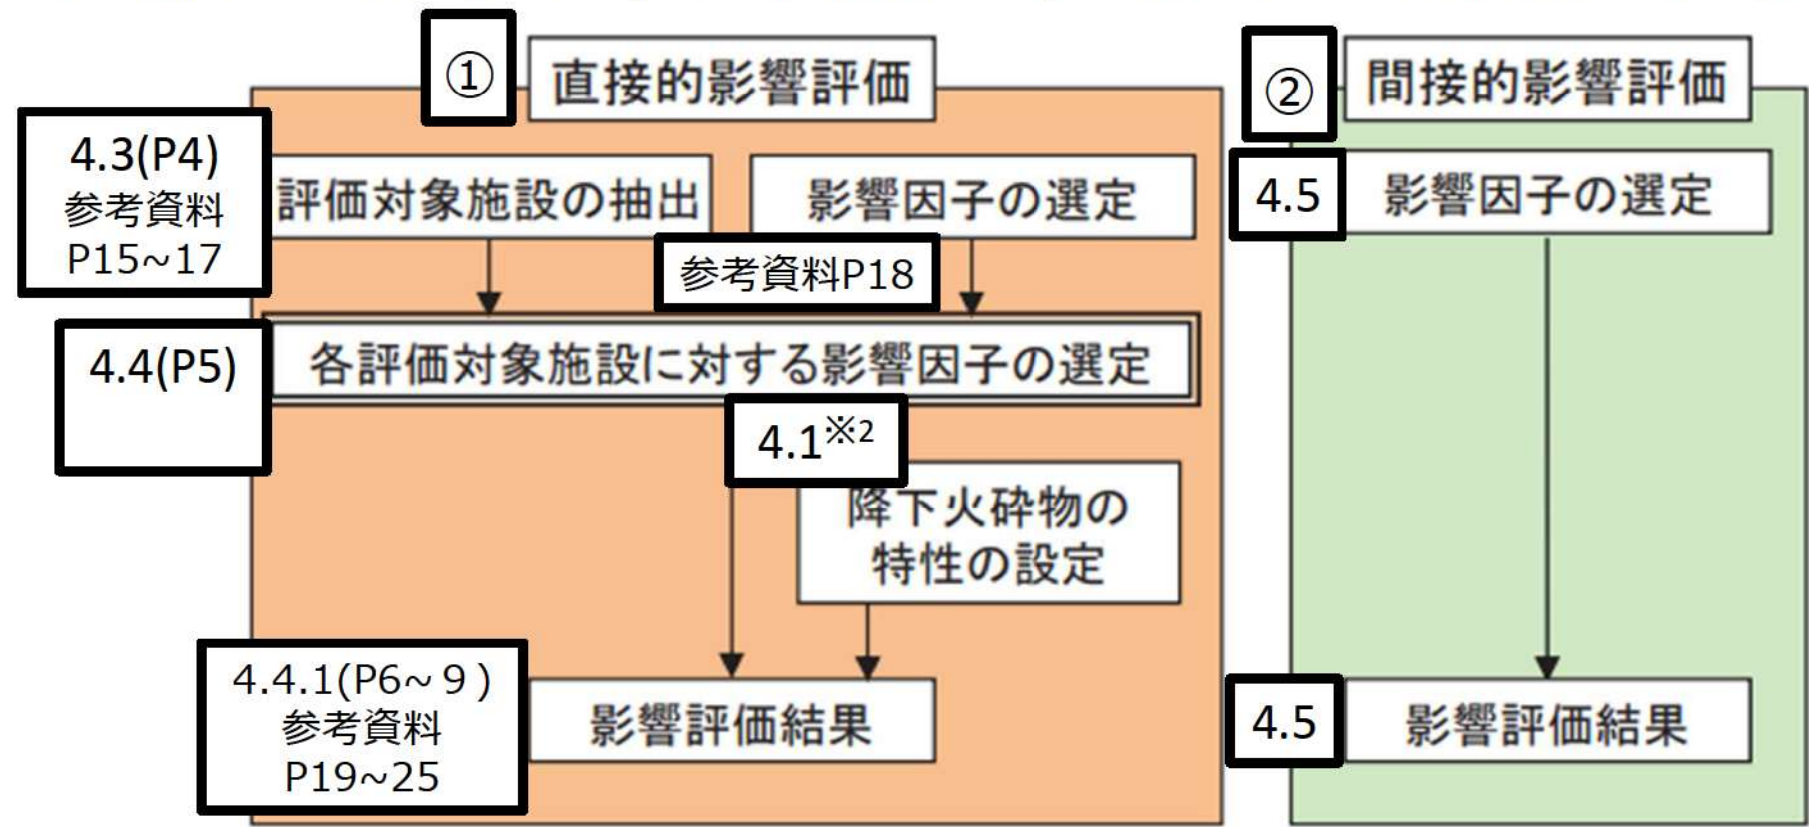 ①
直接的影響評価
4.3(P4)
参考資料
P15~17
評価対象施設の抽出
影響因子の選定
参考資料P18
4.4(P5)
各評価対象施設に対する影響因子の選定
4.1※2
降下火砕物の
特性の設定
4.4.1(P6~９)
参考資料
P19~25
影響評価結果
②
間接的影響評価
4.5
影響因子の選定
4.5
影響評価結果